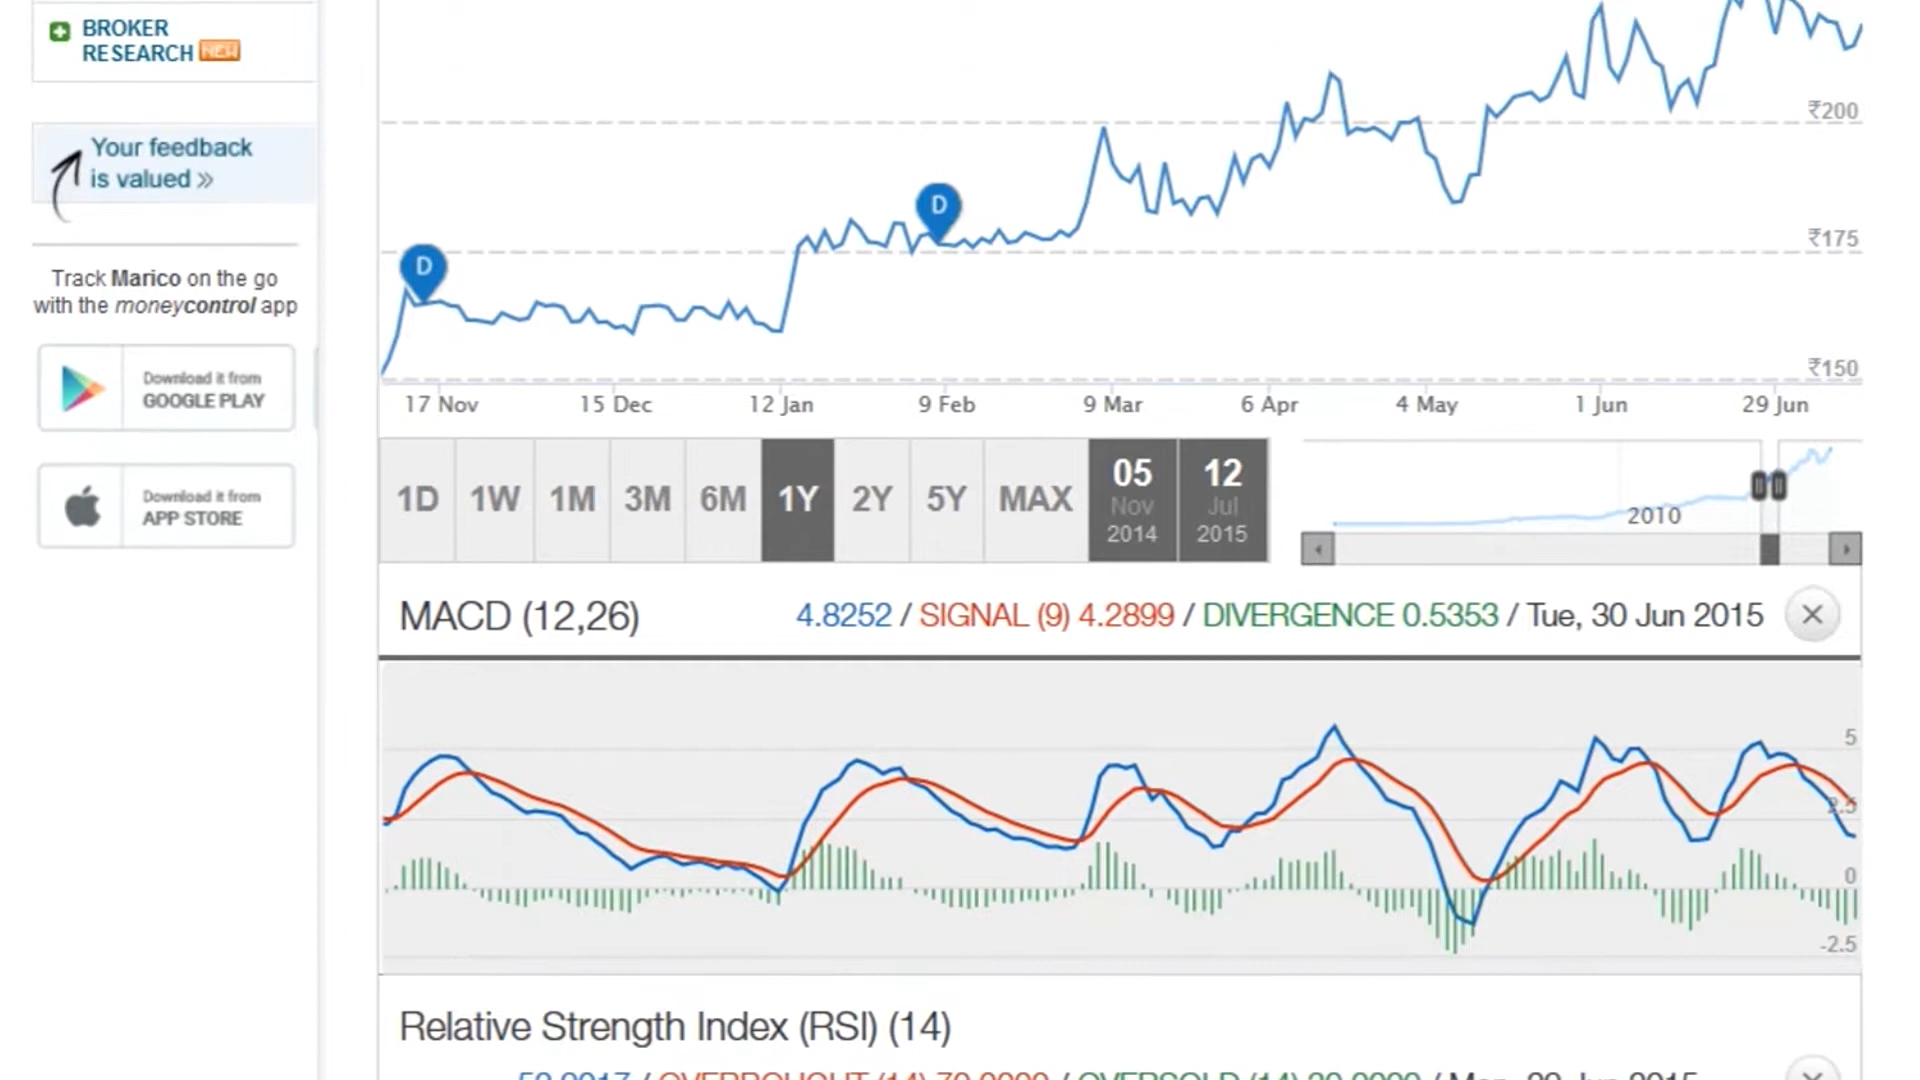 BROKER
RESEARCH NEW
Your feedback
is valued »
Track Marico on the go
with the moneycontrol app
Download it from
GOOGLE PLAY
Download it from
APP STORE
D
D
₹200
₹175
₹150
17 Nov 15 Dec 12 Jan 9 Feb 9 Mar 6 Apr 4 May 1 Jun 29 Jun
1D 1W 1M 3M 6M 1Y 2Y 5Y MAX
05 Nov 2014
12 Jul 2015
2010
MACD (12,26)
4.8252 / SIGNAL (9) 4.2899 / DIVERGENCE 0.5353 / Tue, 30 Jun 2015
5
2.5
0
-2.5
Relative Strength Index (RSI) (14)